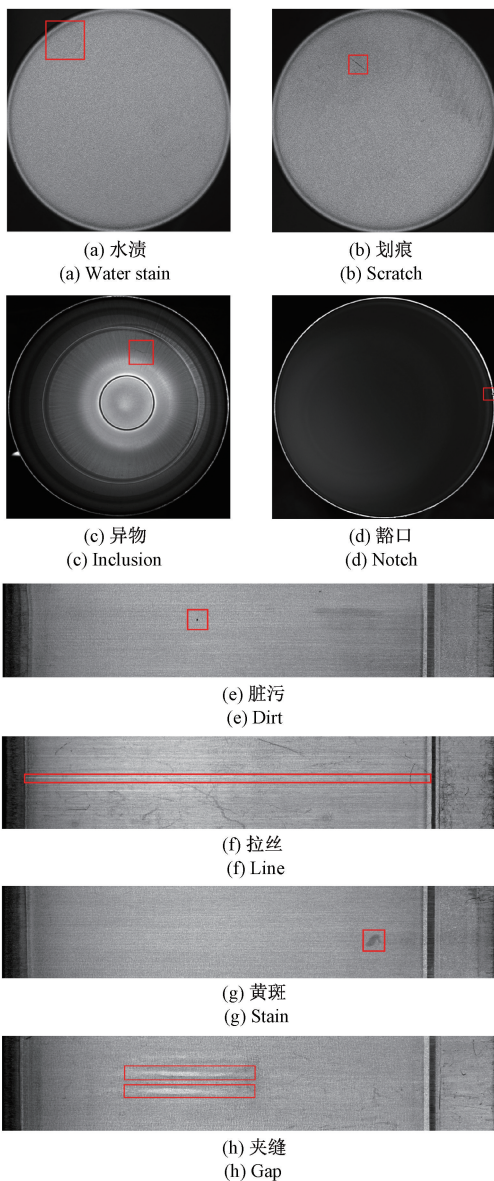 (a) 水渍
(a) Water stain
(b) 划痕
(b) Scratch
(c) 异物
(c) Inclusion
(d) 豁口
(d) Notch
(e) 脏污
(e) Dirt
(f) 拉丝
(f) Line
(g) 黄斑
(g) Stain
(h) 夹缝
(h) Gap